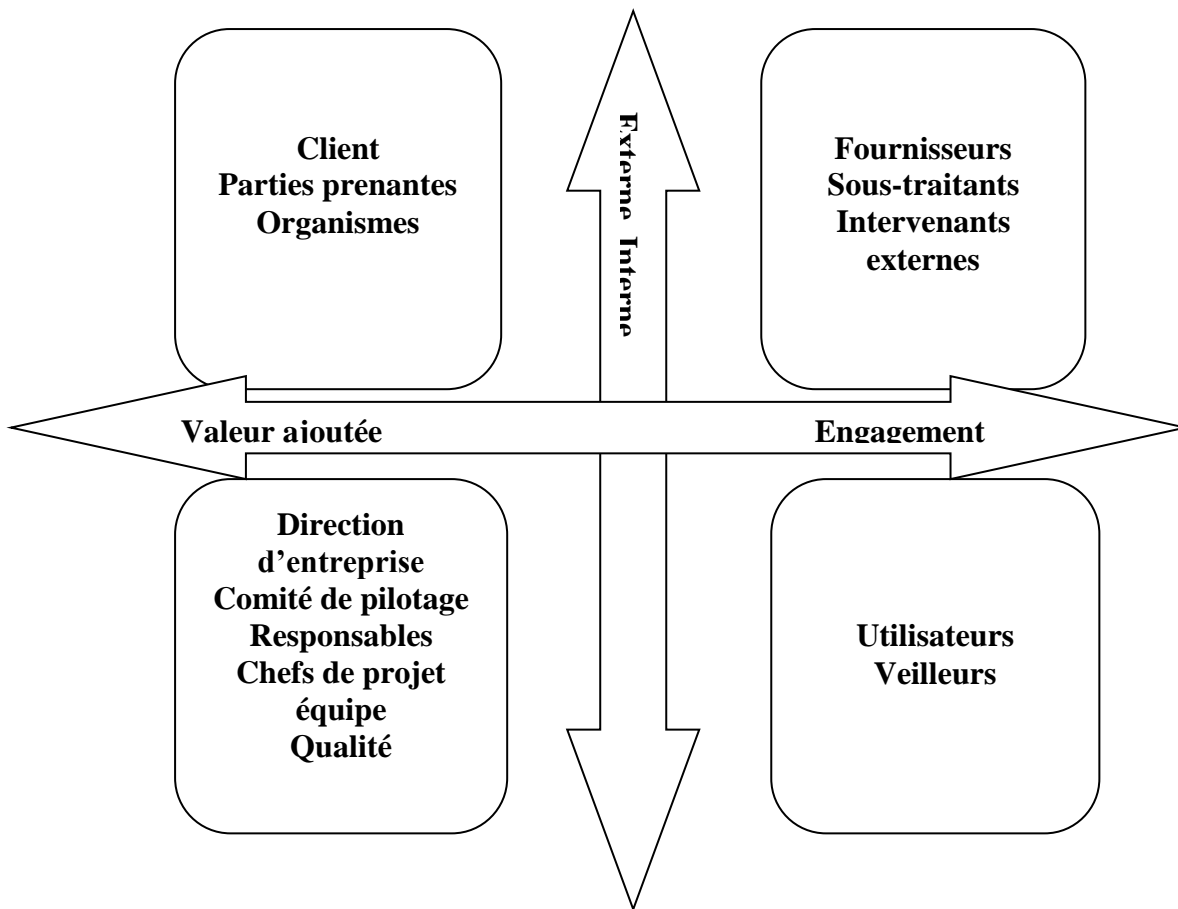 Client
Parties prenantes
Organismes
Externe Interne
Fournisseurs
Sous-traitants
Intervenants
externes
Valeur ajoutée
Engagement
Direction
d’entreprise
Comité de pilotage
Responsables
Chefs de projet
équipe
Qualité
Utilisateurs
Veilleurs